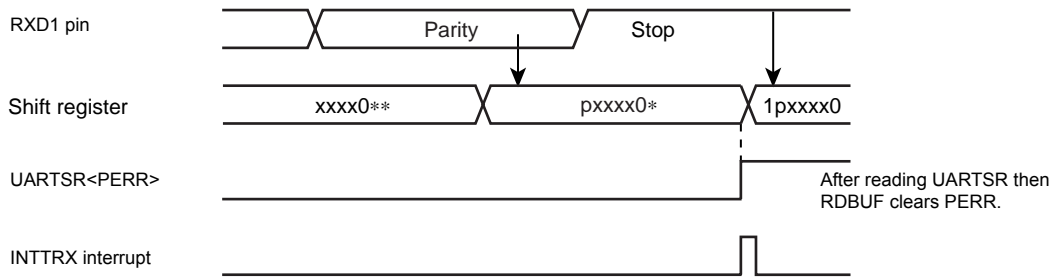 RXD1 pin
Parity
Stop
Shift register
xxxx0**
pxxxx0*
1pxxxx0
UARTSR<PERR>
After reading UARTSR then
RDBUF clears PERR.
INTTRX interrupt